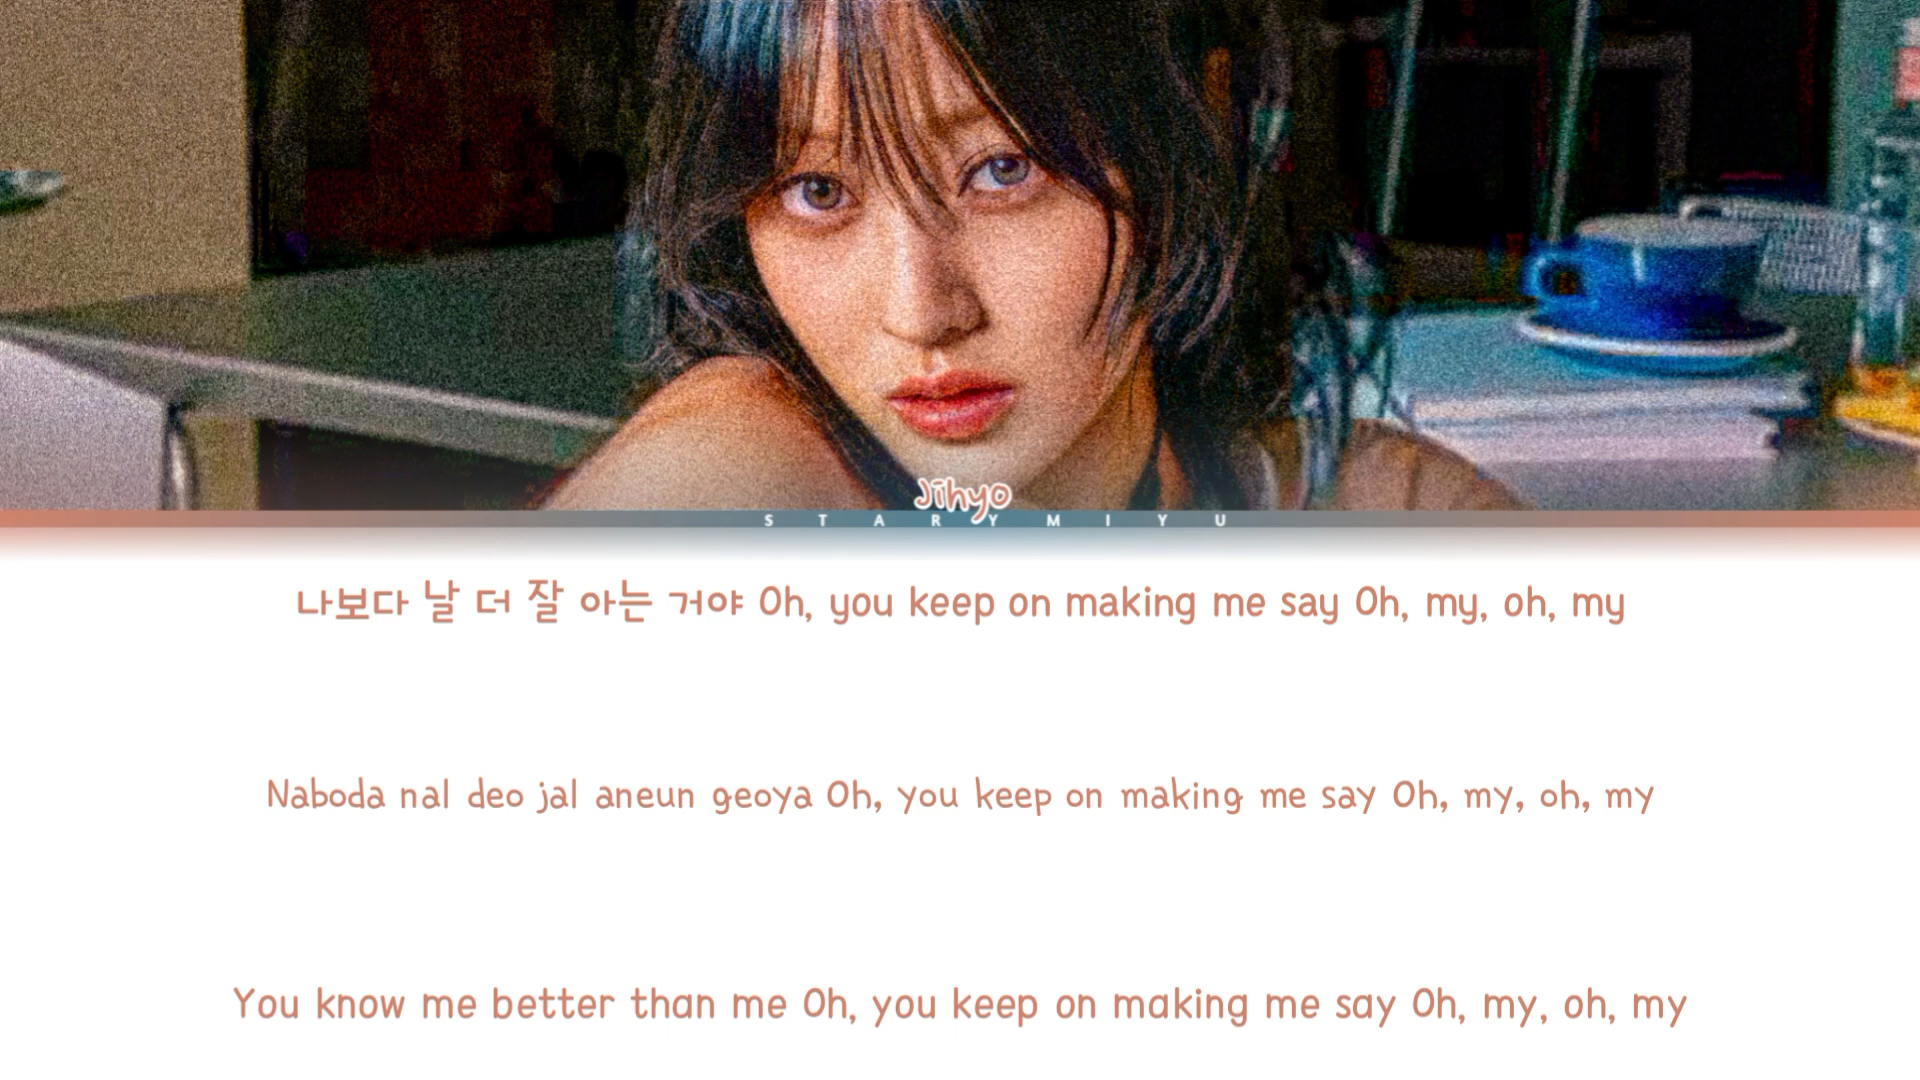 Jihyo
STARYMIYU
나보다 날 더 잘 아는 거야 Oh, you keep on making me say Oh, my, oh, my
Naboda nal deo jal aneun geoya Oh, you keep on making me say Oh, my, oh, my
You know me better than me Oh, you keep on making me say Oh, my, oh, my